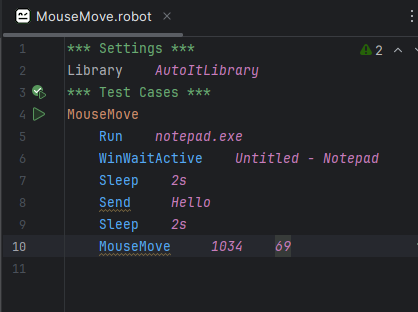 MouseMove.robot
1 *** Settings *** 2
2 Library    AutoItLibrary
3 *** Test Cases ***
4 MouseMove
5     Run    notepad.exe
6     WinWaitActive    Untitled - Notepad
7     Sleep    2s
8     Send    Hello
9     Sleep    2s
10     MouseMove    1034    69
11